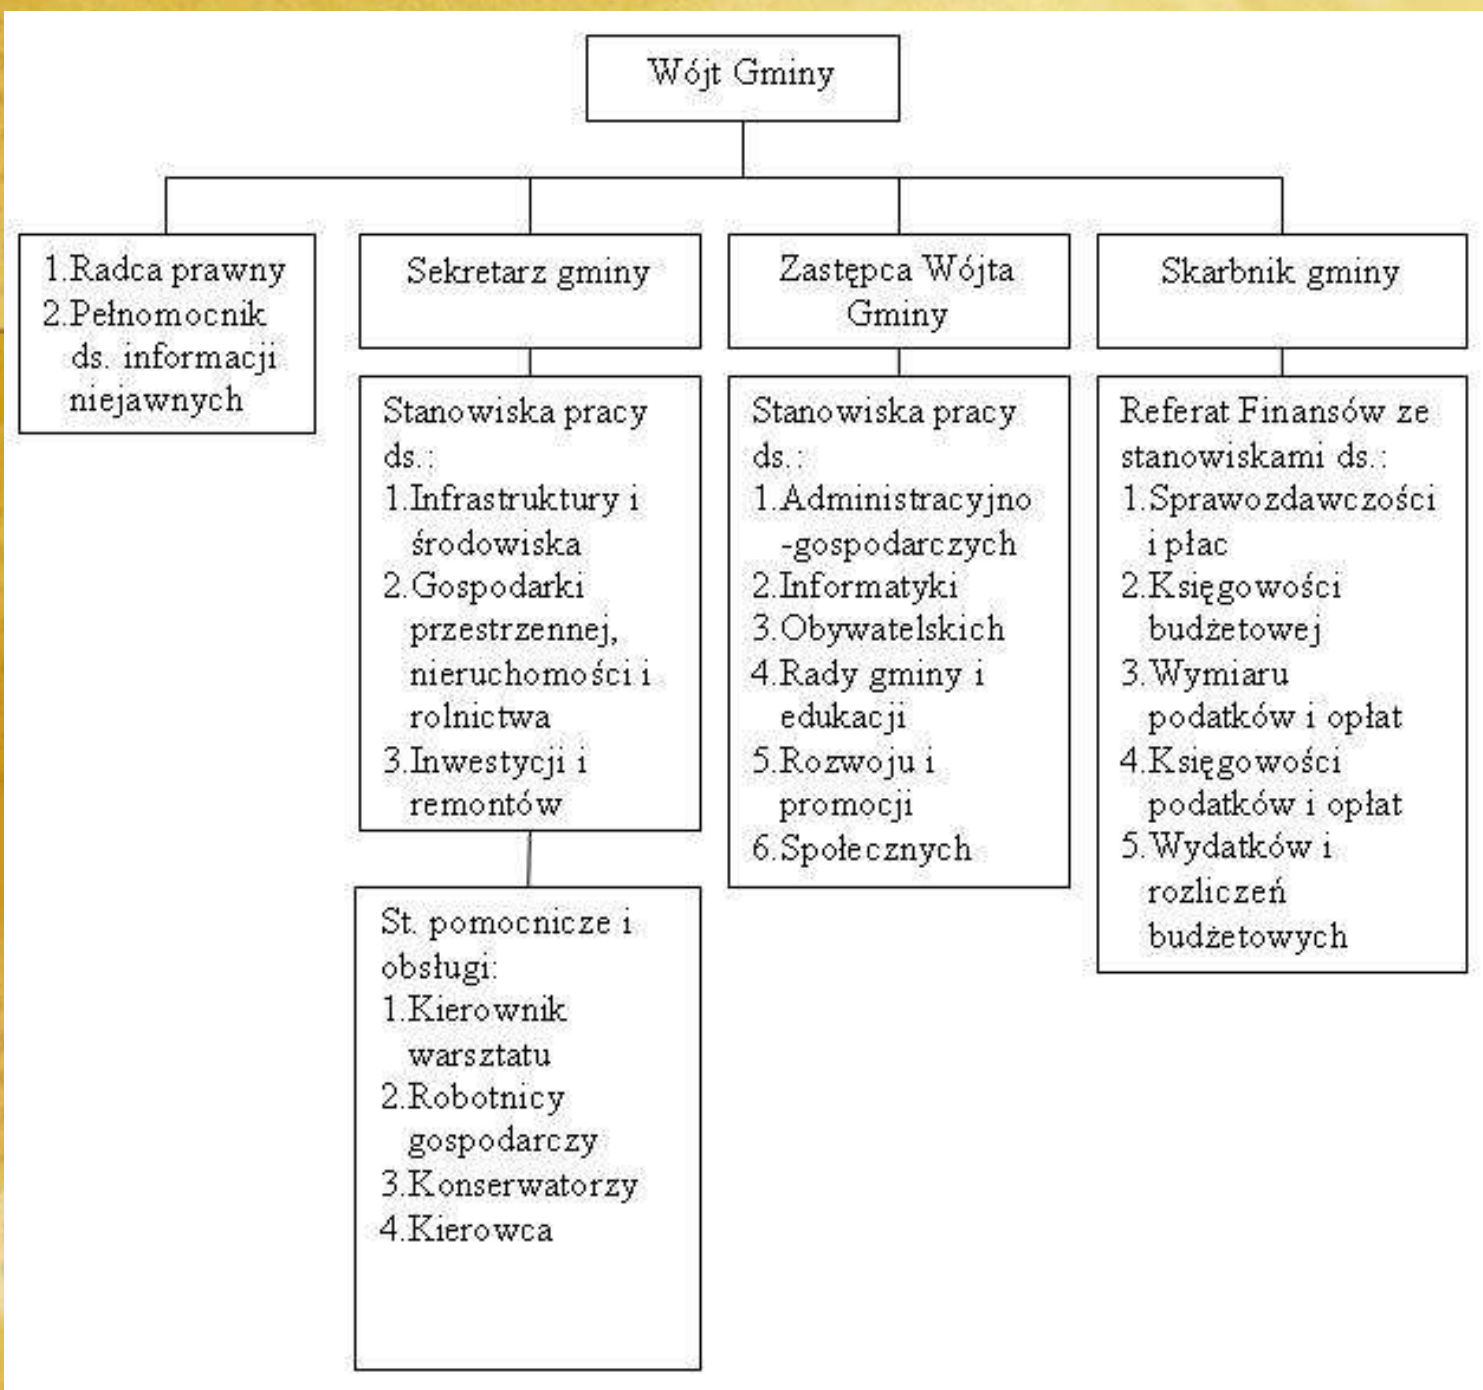 Wójt Gminy
1.Radca prawny
2.Pełnomocnik
ds. informacji
niejawnych
Sekretarz gminy
Stanowiska pracy
ds.:
1.Infrastruktury i
środowiska
2.Gospodarki
przestrzennej,
nieruchomości i
rolnictwa
3.Inwestycji i
remontów
St. pomocnicze i
obsługi:
1.Kierownik
warsztatu
2.Robotnicy
gospodarczy
3.Konserwatorzy
4.Kierowca
Zastępca Wójta
Gminy
Stanowiska pracy
ds.:
1.Administracyjno
-gospodarczych
2.Informatyki
3.Obywatelskich
4.Rady gminy i
edukacji
5.Rozwoju i
promocji
6.Społecznych
Skarbnik gminy
Referat Finansów ze
stanowiskami ds.:
1.Sprawozdawczości
i płac
2.Księgowości
budżetowej
3.Wymiaru
podatków i opłat
4.Księgowości
podatków i opłat
5.Wydatków i
rozliczeń
budżetowych